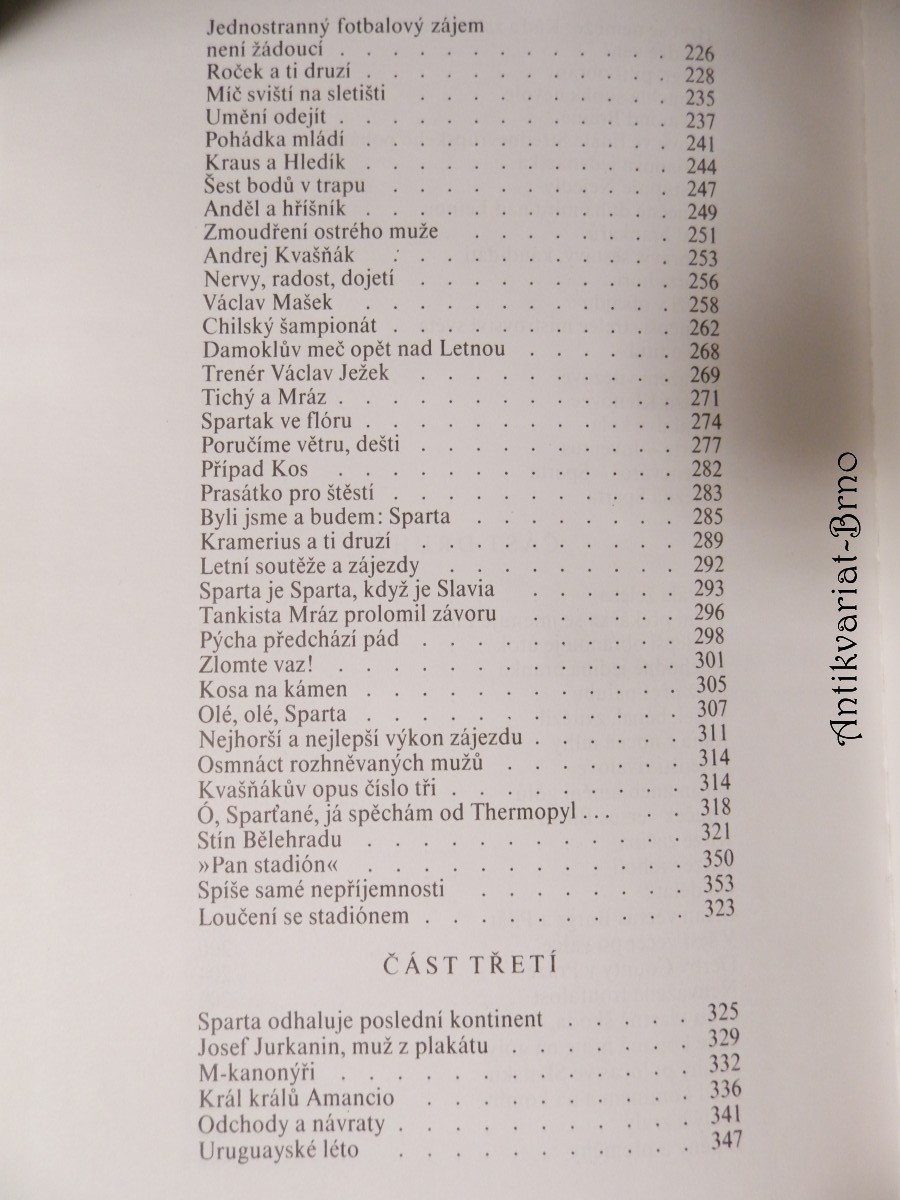 Jednostranný fotbalový zájem
není žádoucí . . . . . . . . . . . . 226
Roček a ti druzí . . . . . . . . . . . 228
Míč sviští na sletišti . . . . . . . . . 235
Umění odejít . . . . . . . . . . . . 237
Pohádka mládí . . . . . . . . . . . 241
Kraus a Hledík . . . . . . . . . . . 244
Šest bodů v trapu . . . . . . . . . . 247
Anděl a hříšník . . . . . . . . . . . 249
Zmoudření ostrého muže . . . . . . . 251
Andrej Kvašňák . . . . . . . . . . 253
Nervy, radost, dojetí . . . . . . . . . 256
Václav Mašek . . . . . . . . . . . 258
Chilský šampionát . . . . . . . . . . 262
Damoklův meč opět nad Letnou . . . . . 268
Trenér Václav Ježek . . . . . . . . . 269
Tichý a Mráz . . . . . . . . . . . . 271
Spartak ve flóru . . . . . . . . . . . 274
Poručíme větru, dešti . . . . . . . . . 277
Případ Kos . . . . . . . . . . . . 282
Prasátko pro štěstí . . . . . . . . . . 283
Byli jsme a budem: Sparta . . . . . . . 285
Kramerius a ti druzí . . . . . . . . . 289
Letní soutěže a zájezdy . . . . . . . . 292
Sparta je Sparta, když je Slavia . . . . . 293
Tankista Mráz prolomil závoru . . . . . 296
Pýcha předchází pád . . . . . . . . . 298
Zlomte vaz! . . . . . . . . . . . . 301
Kosa na kámen . . . . . . . . . . . 305
Olé, olé, Sparta . . . . . . . . . . . 307
Nejhorší a nejlepší výkon zájezdu . . . . . 311
Osmnáct rozhněvaných mužů . . . . . . 314
Kvašňákův opus číslo tři . . . . . . . . 314
Ó, Sparťané, já spěchám od Thermopyl ... . . 318
Stín Bělehradu . . . . . . . . . . . 321
»Pan stadión« . . . . . . . . . . . 350
Spíše samé nepříjemnosti . . . . . . . 353
Loučení se stadiónem . . . . . . . . . 323
ČÁST TŘETÍ
Sparta odhaluje poslední kontinent . . . . . 325
Josef Jurkanin, muž z plakátu . . . . . . 329
M-kanonýři . . . . . . . . . . . . 332
Král králů Amancio . . . . . . . . . 336
Odchody a návraty . . . . . . . . . . 341
Uruguayské léto . . . . . . . . . . 347
Antikvariat-Brno